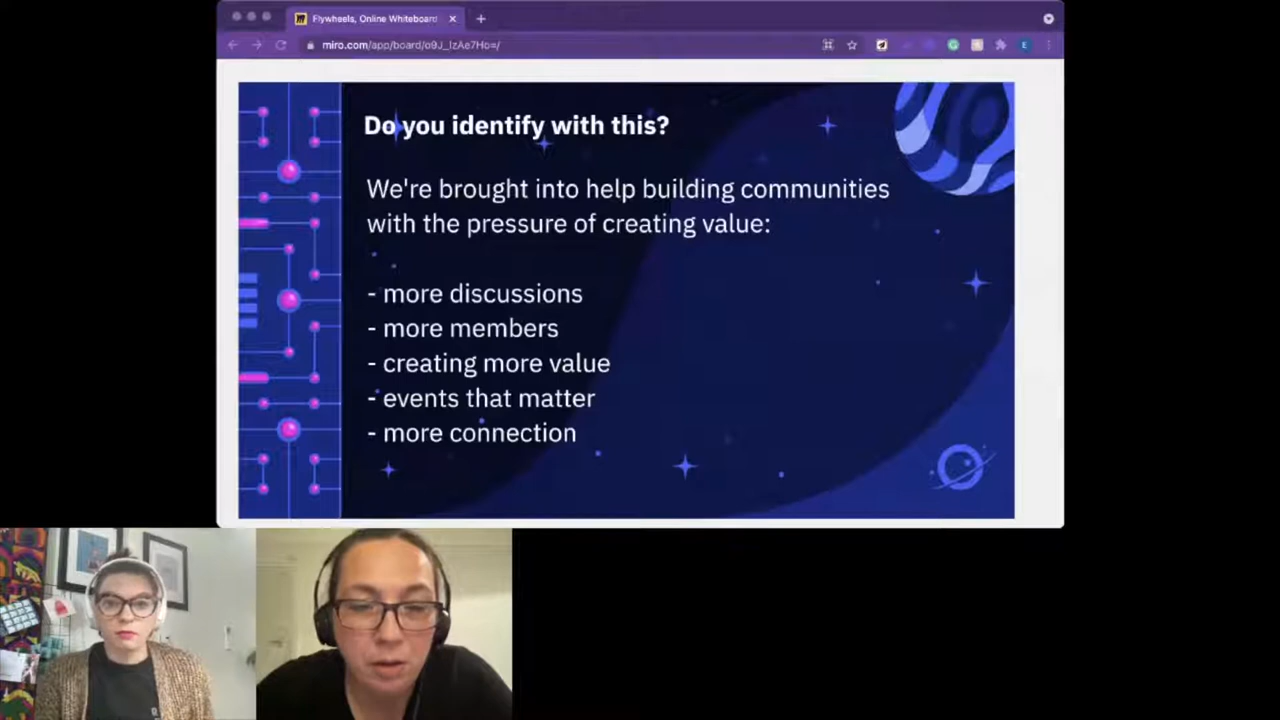 Flywheels, Online Whiteboard
miro.com/app/board/o9J_lzAe7Ho=/
E
Do you identify with this?
We're brought into help building communities
with the pressure of creating value:
- more discussions
- more members
- creating more value
- events that matter
- more connection